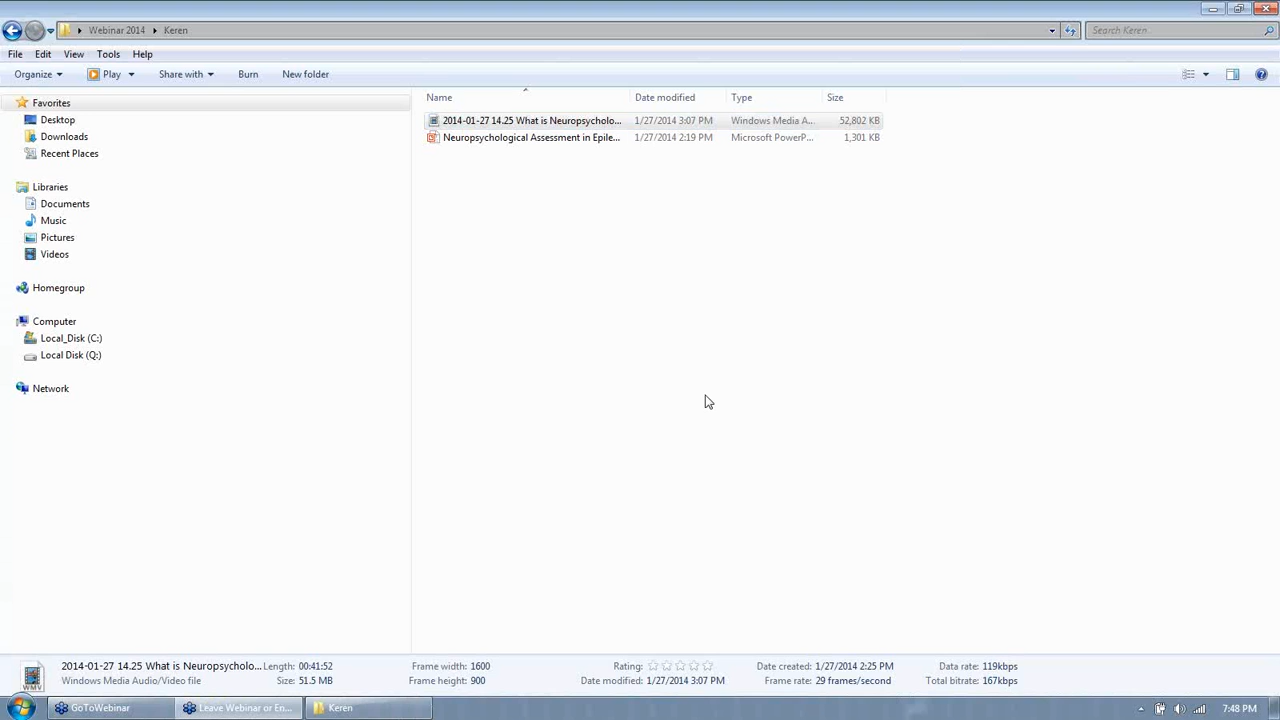 Webinar 2014 Keren Search Keren
File Edit View Tools Help
Organize Play Share with Burn New folder
Name Date modified Type Size
Favorites
Desktop
Downloads
Recent Places
Libraries
Documents
Music
Pictures
Videos
Homegroup
Computer
Local_Disk (C:)
Local Disk (Q:)
Network
2014-01-27 14.25 What is Neuropsycholo... 1/27/2014 3:07 PM Windows Media A... 52,802 KB
Neuropsychological Assessment in Epile... 1/27/2014 2:19 PM Microsoft PowerP... 1,301 KB
2014-01-27 14.25 What is Neuropsycholo... Length: 00:41:52 Frame width: 1600 Rating: Date created: 1/27/2014 2:25 PM Data rate: 119kbps
Windows Media Audio/Video file Size: 51.5 MB Frame height: 900 Date modified: 1/27/2014 3:07 PM Frame rate: 29 frames/second Total bitrate: 167kbps
WMV
GoToWebinar Leave Webinar or En... Keren 7:48 PM